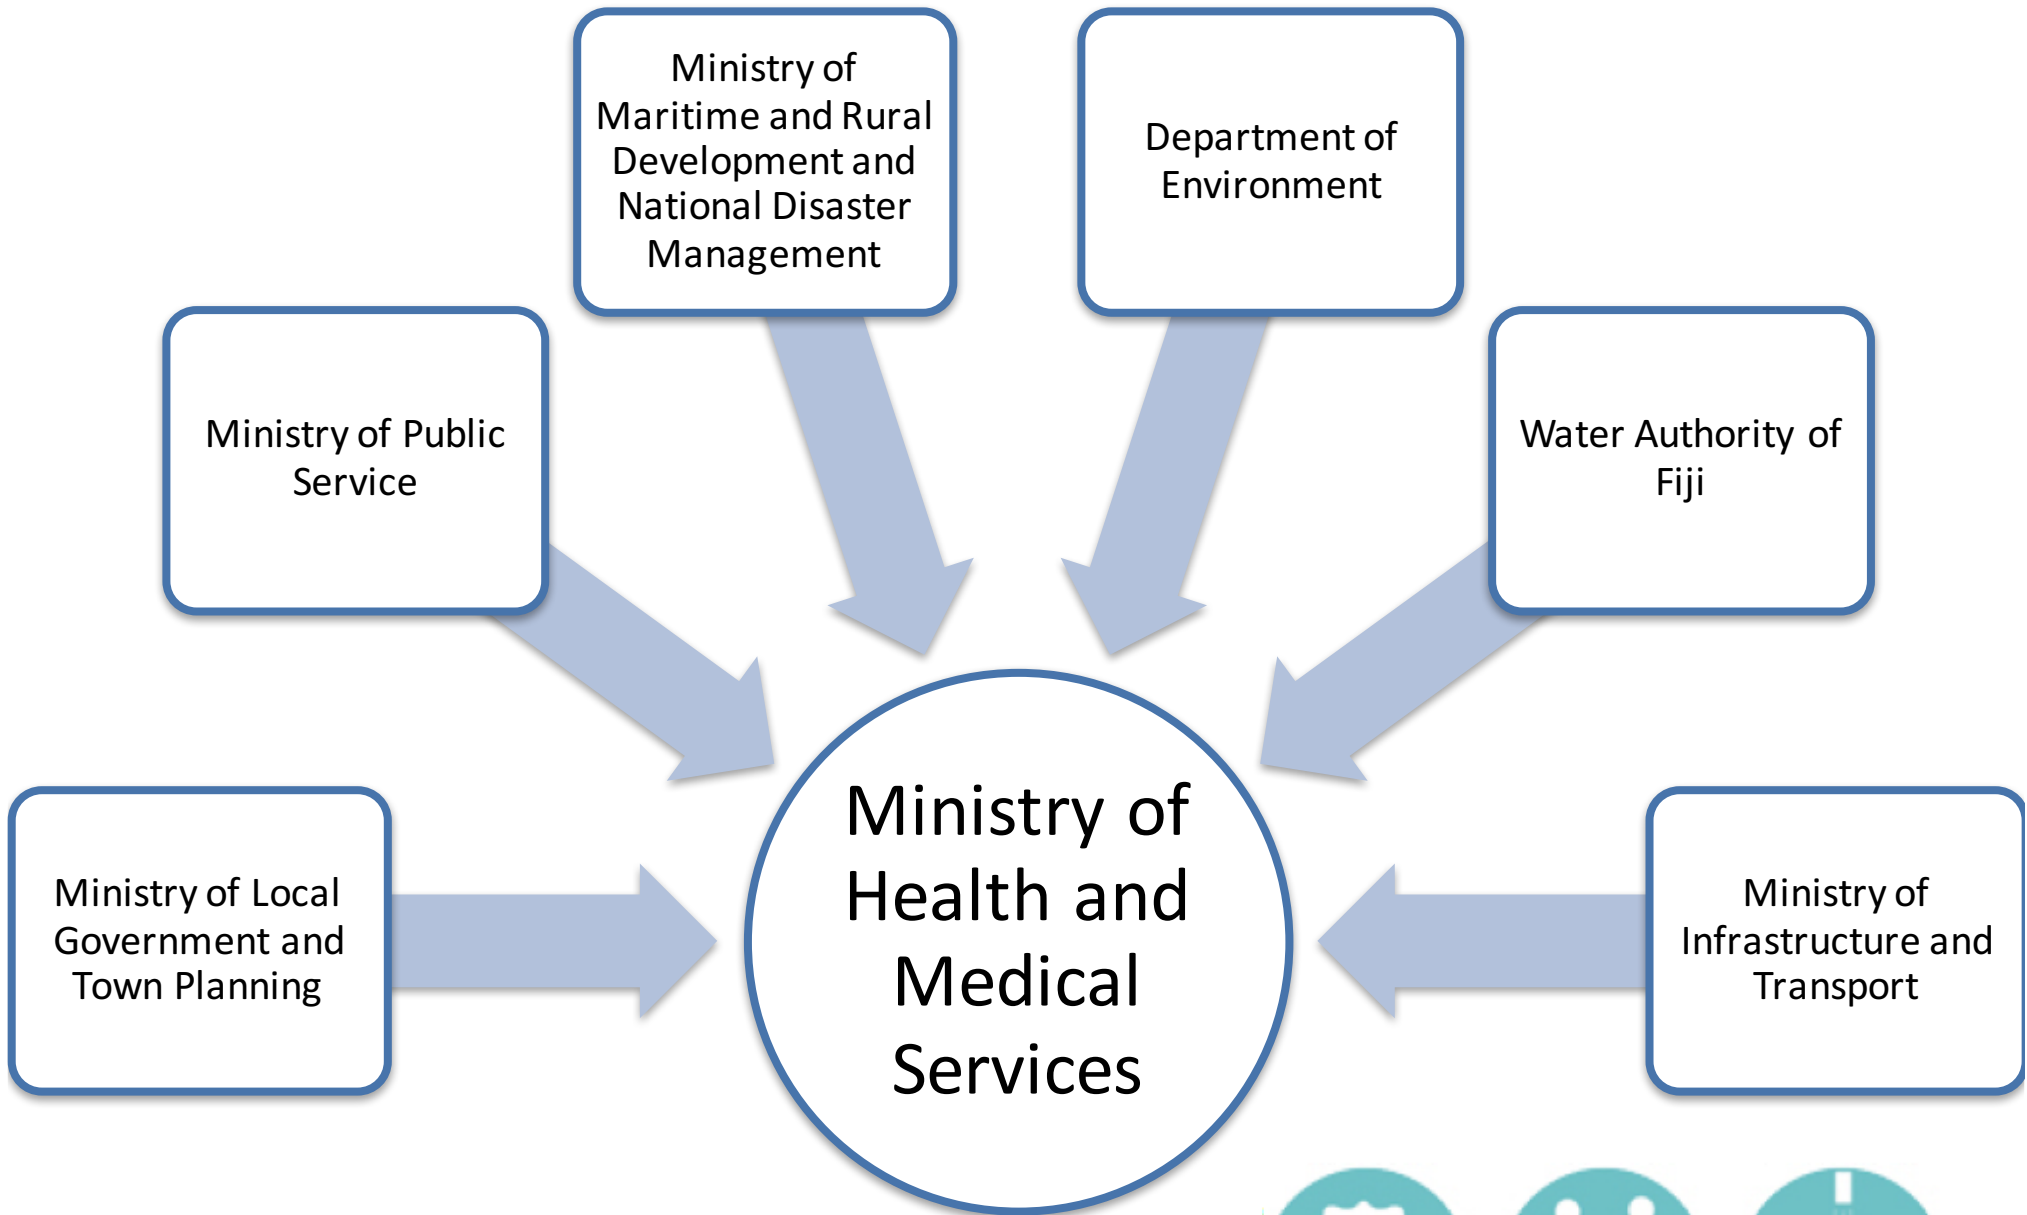 Ministry of
Maritime and Rural
Development and
National Disaster
Management
Department of
Environment
Ministry of Public
Service
Water Authority of
Fiji
Ministry of Local
Government and
Town Planning
Ministry of
Health and
Medical
Services
Ministry of
Infrastructure and
Transport